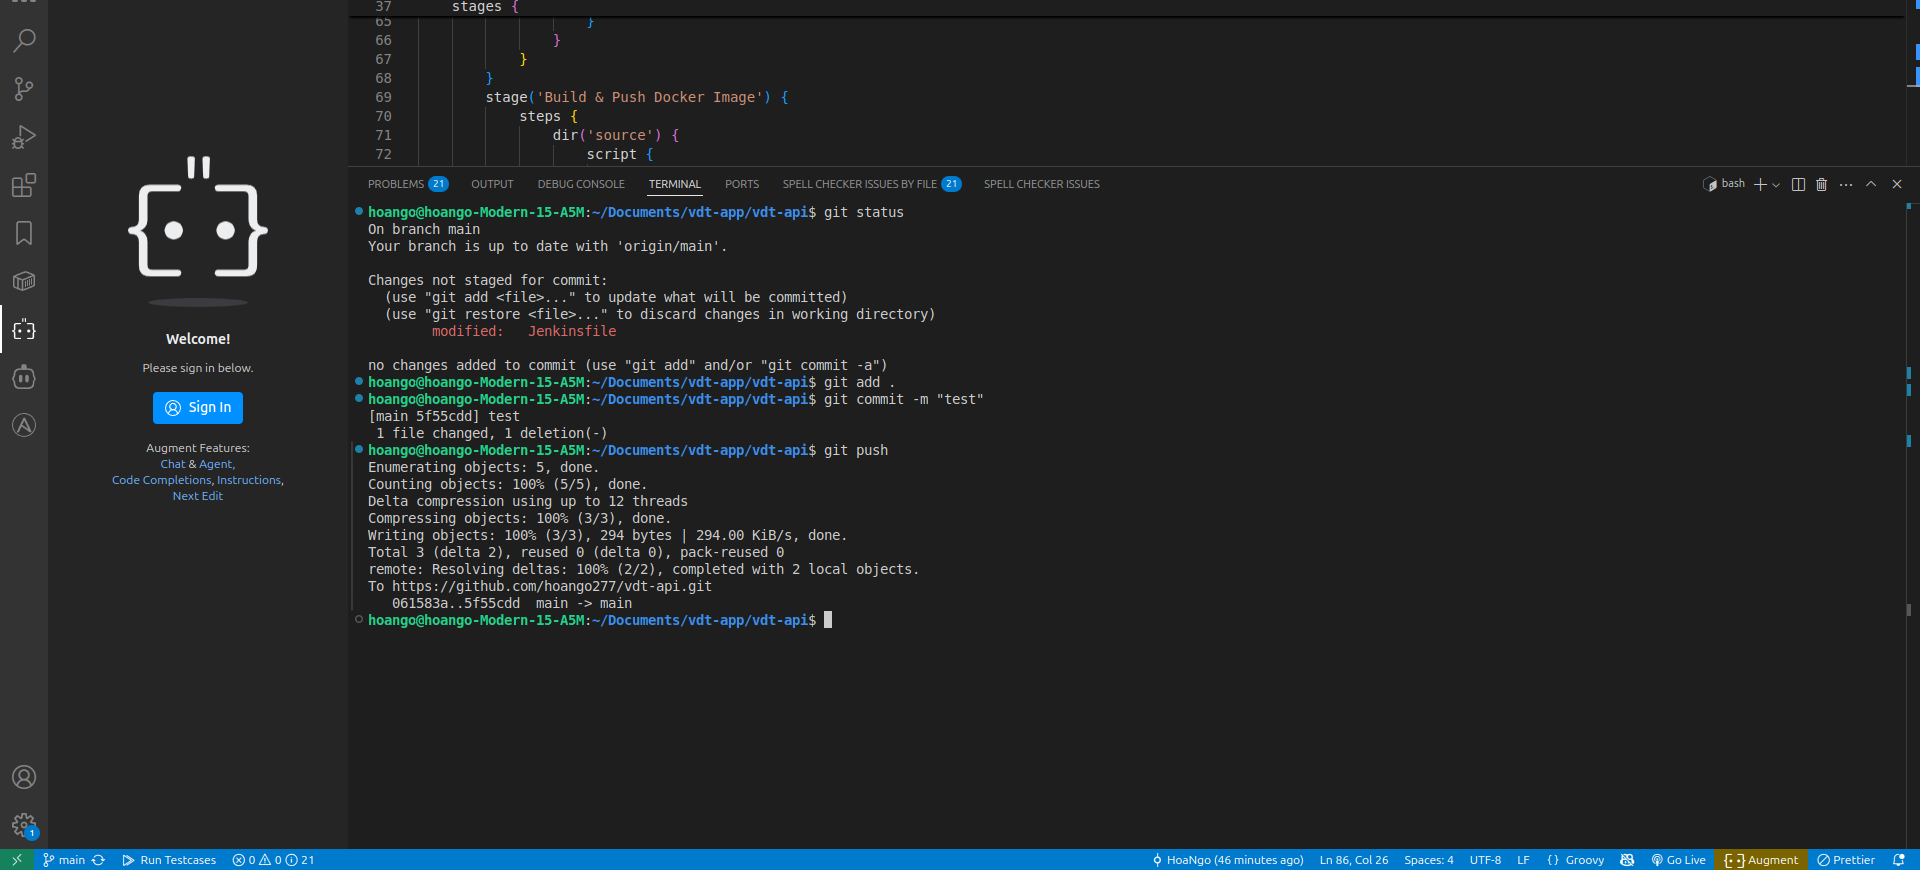 37 stages {
65 }
66 }
67 }
68 }
69 stage('Build & Push Docker Image') {
70 steps {
71 dir('source') {
72 script {
PROBLEMS 21 OUTPUT DEBUG CONSOLE TERMINAL PORTS SPELL CHECKER ISSUES BY FILE 21 SPELL CHECKER ISSUES
bash
hoango@hoango-Modern-15-A5M:~/Documents/vdt-app/vdt-api$ git status
On branch main
Your branch is up to date with 'origin/main'.
Changes not staged for commit:
(use "git add <file>..." to update what will be committed)
(use "git restore <file>..." to discard changes in working directory)
modified: Jenkinsfile
no changes added to commit (use "git add" and/or "git commit -a")
hoango@hoango-Modern-15-A5M:~/Documents/vdt-app/vdt-api$ git add .
hoango@hoango-Modern-15-A5M:~/Documents/vdt-app/vdt-api$ git commit -m "test"
[main 5f55cdd] test
1 file changed, 1 deletion(-)
hoango@hoango-Modern-15-A5M:~/Documents/vdt-app/vdt-api$ git push
Enumerating objects: 5, done.
Counting objects: 100% (5/5), done.
Delta compression using up to 12 threads
Compressing objects: 100% (3/3), done.
Writing objects: 100% (3/3), 294 bytes | 294.00 KiB/s, done.
Total 3 (delta 2), reused 0 (delta 0), pack-reused 0
remote: Resolving deltas: 100% (2/2), completed with 2 local objects.
To https://github.com/hoango277/vdt-api.git
061583a..5f55cdd main -> main
hoango@hoango-Modern-15-A5M:~/Documents/vdt-app/vdt-api$
Welcome!
Please sign in below.
Sign In
Augment Features:
Chat & Agent,
Code Completions, Instructions,
Next Edit
1
main Run Testcases 0 0 21 HoaNgo (46 minutes ago) Ln 86, Col 26 Spaces: 4 UTF-8 LF {} Groovy Go Live Augment Prettier